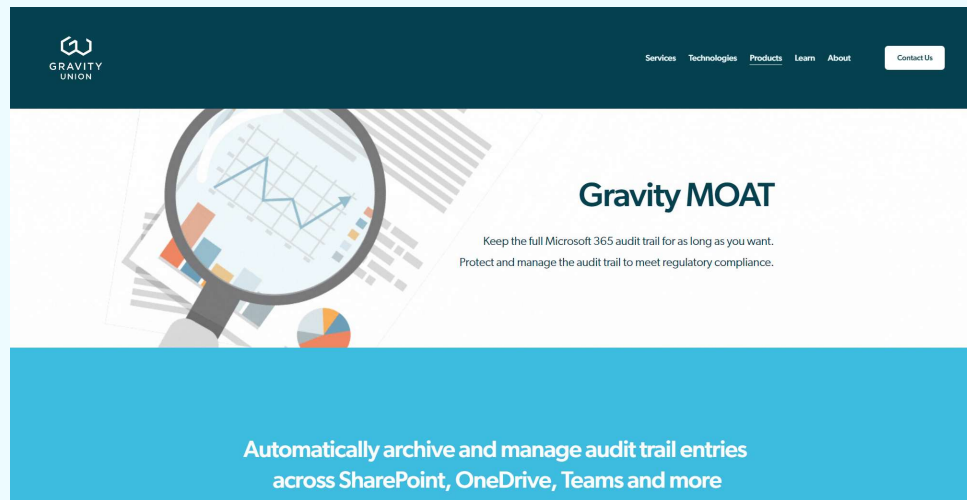 GRAVITY
UNION
Services Technologies Products Learn About Contact Us
Gravity MOAT
Keep the full Microsoft 365 audit trail for as long as you want.
Protect and manage the audit trail to meet regulatory compliance.
Automatically archive and manage audit trail entries
across SharePoint, OneDrive, Teams and more